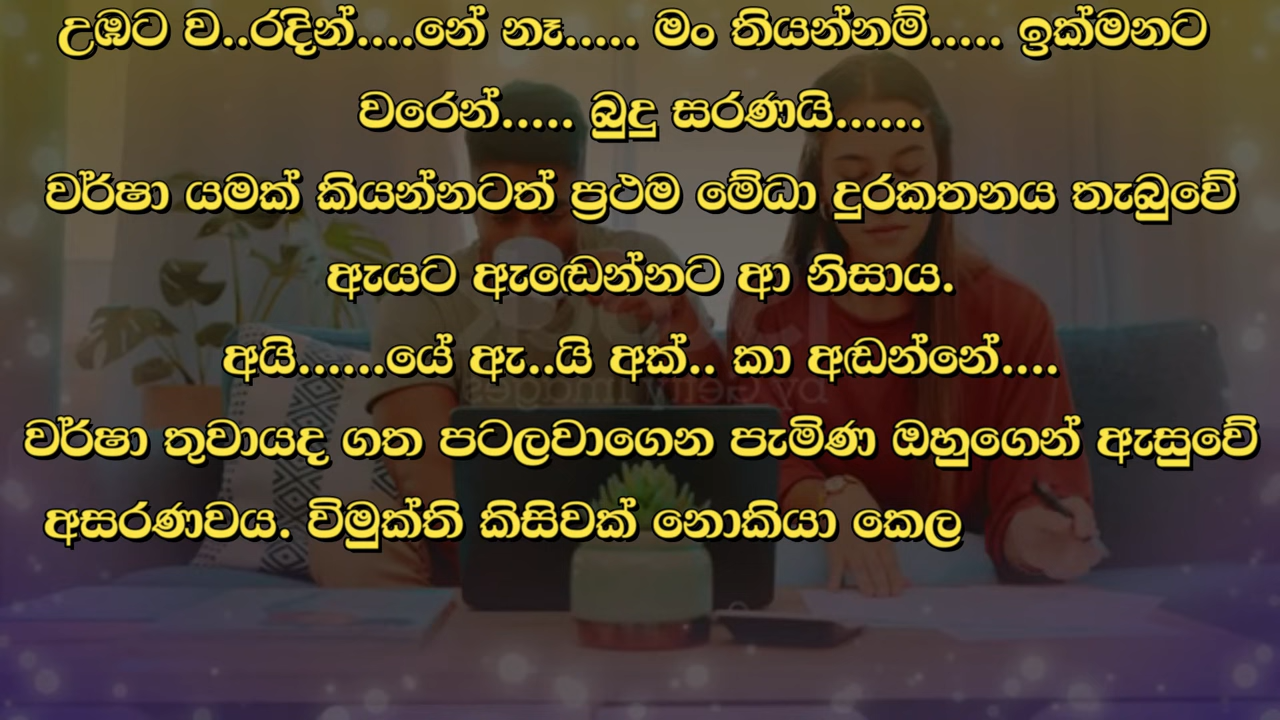 උඹට ව..රදින්....නේ නෑ..... මං තියන්නම්..... ඉක්මනට
වරෙන්..... බුදු සරණයි......
වර්ෂා යමක් කියන්නටත් ප්‍රථම මේධා දුරකතනය තැබුවේ
ඇයට ඇඬෙන්නට ආ නිසාය.
අයි......යේ ඇ..යි අක්.. කා අඬන්නේ....
වර්ෂා තුවායද ගත පටලවාගෙන පැමිණ ඔහුගෙන් ඇසුවේ
අසරණවය. විමුක්ති කිසිවක් නොකියා කෙල